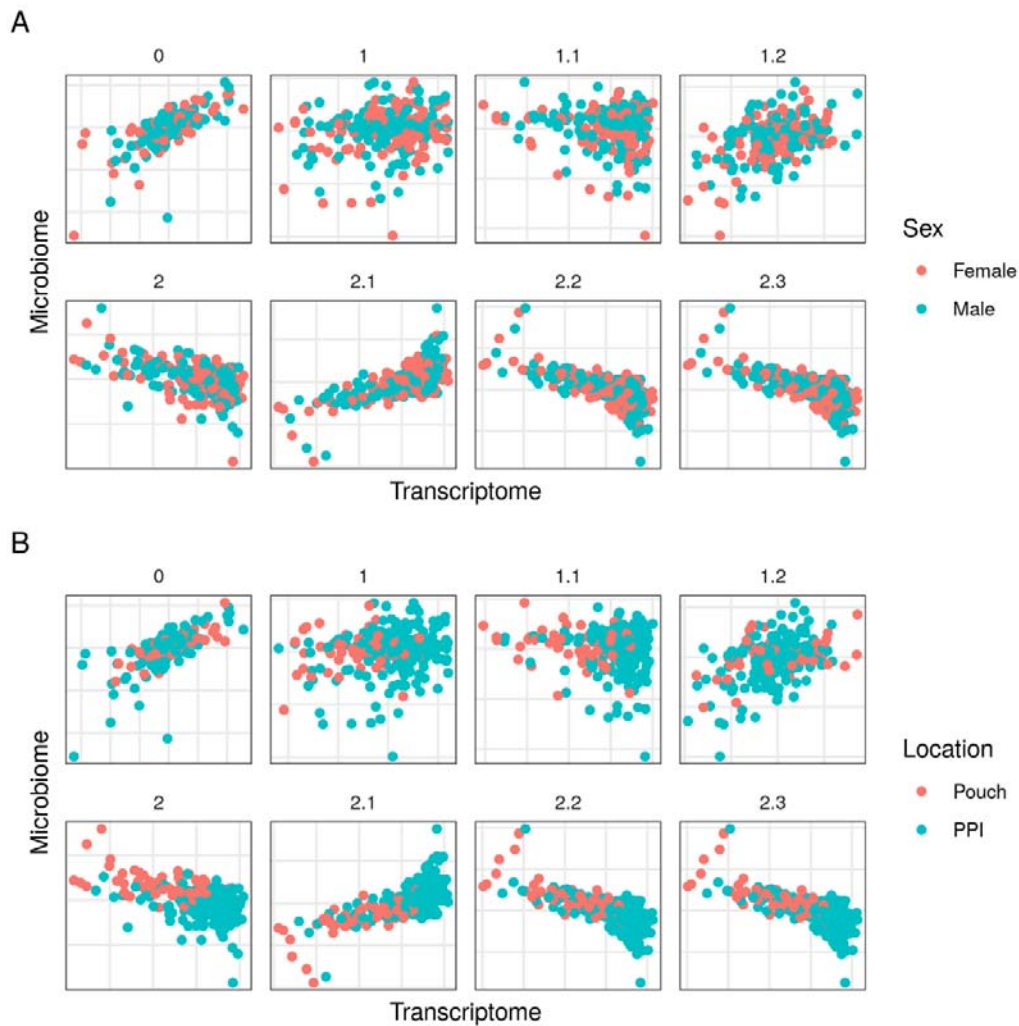 A
0 1 1.1 1.2
Microbiome
2 2.1 2.2 2.3
Transcriptome
Sex
Female
Male
B
0 1 1.1 1.2
Microbiome
2 2.1 2.2 2.3
Transcriptome
Location
Pouch
PPI